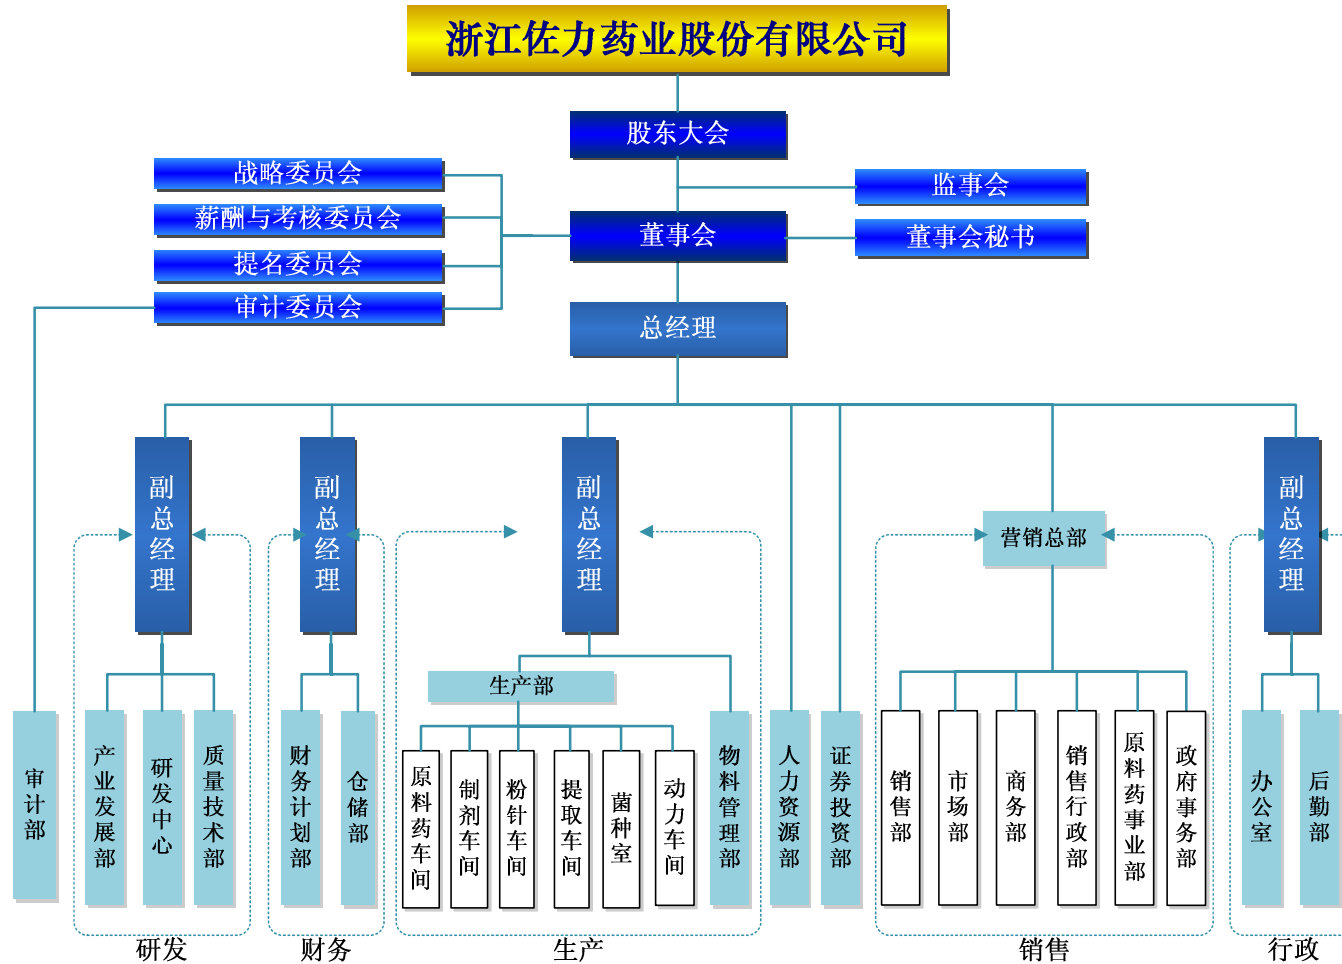 浙江佐力药业股份有限公司
股东大会
战略委员会
监事会
薪酬与考核委员会
董事会
董事会秘书
提名委员会
审计委员会
总经理
副总经理
副总经理
副总经理
营销总部
副总经理
生产部
审计部
产业发展部
研发中心
质量技术部
财务计划部
仓储部
原料药车间
制剂车间
粉针车间
提取车间
菌种室
动力车间
物料管理部
人力资源部
证券投资部
销售部
市场部
商务部
销售行政部
原料药事业部
政府事务部
办公室
后勤部
研发
财务
生产
销售
行政